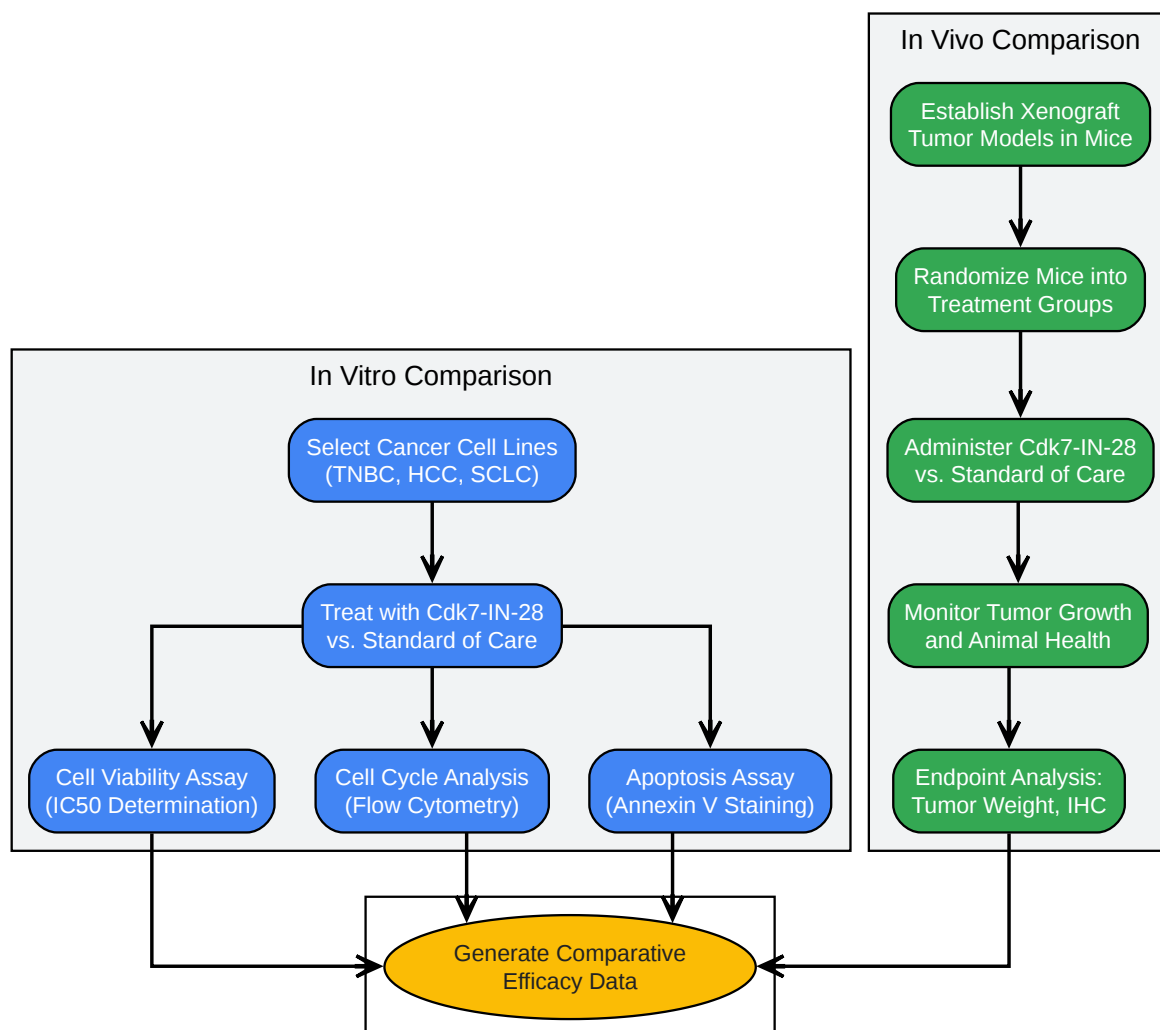 In Vitro Comparison
Select Cancer Cell Lines
(TNBC, HCC, SCLC)
Treat with Cdk7-IN-28
vs. Standard of Care
Cell Viability Assay
(IC50 Determination)
Cell Cycle Analysis
(Flow Cytometry)
Apoptosis Assay
(Annexin V Staining)
In Vivo Comparison
Establish Xenograft
Tumor Models in Mice
Randomize Mice into
Treatment Groups
Administer Cdk7-IN-28
vs. Standard of Care
Monitor Tumor Growth
and Animal Health
Endpoint Analysis:
Tumor Weight, IHC
Generate Comparative
Efficacy Data